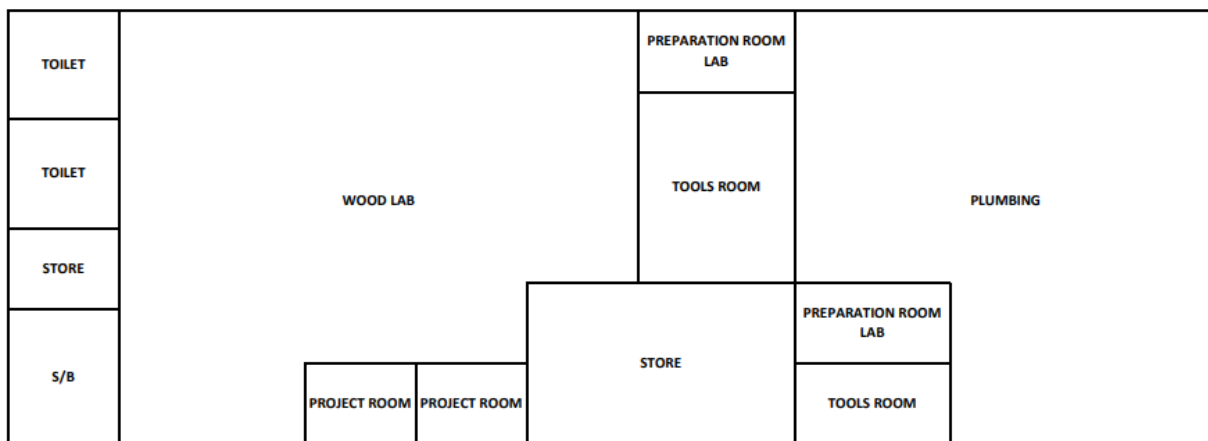 PREPARATION ROOM
LAB
TOILET
TOILET
TOOLS ROOM
WOOD LAB
PLUMBING
STORE
PREPARATION ROOM
LAB
STORE
S/B
PROJECT ROOM
PROJECT ROOM
TOOLS ROOM